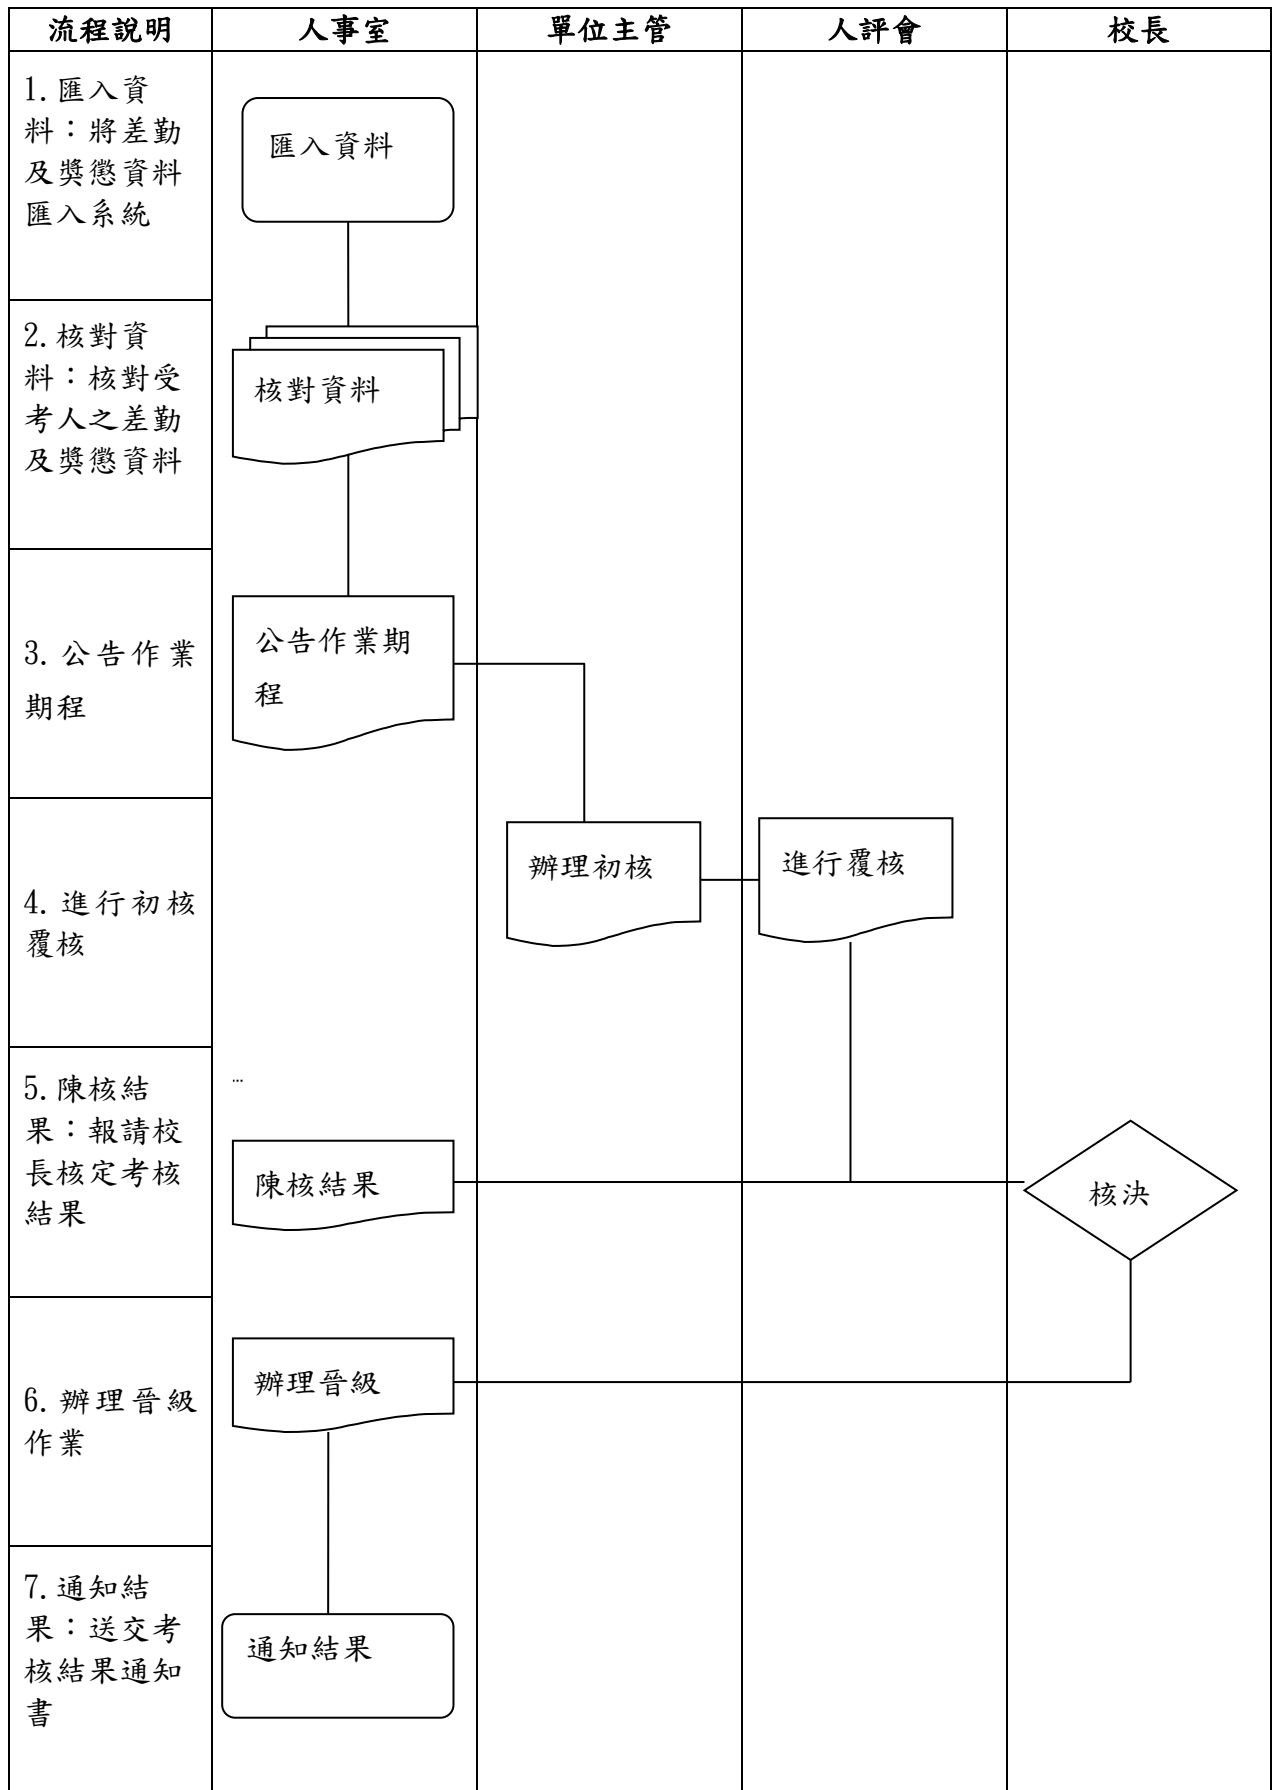 流程說明 人事室 單位主管 人評會 校長
1.匯入資
料：將差勤
及獎懲資料
匯入系統
匯入資料
2.核對資
料：核對受
考人之差勤
及獎懲資料
核對資料
3.公告作業
期程
公告作業期
程
4.進行初核
覆核
辦理初核
進行覆核
5.陳核結
果：報請校
長核定考核
結果
…
陳核結果
核決
6.辦理晉級
作業
辦理晉級
7.通知結
果：送交考
核結果通知
書
通知結果